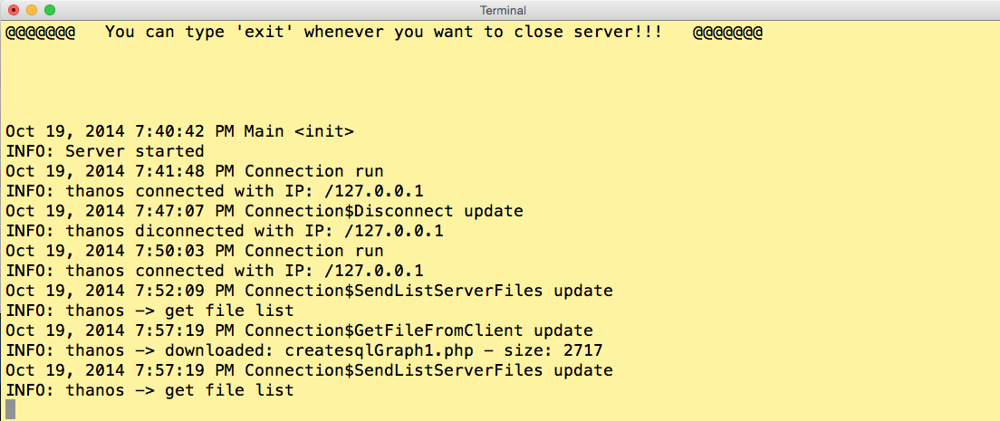 Terminal
@@@@@@@   You can type 'exit' whenever you want to close server!!!   @@@@@@@
Oct 19, 2014 7:40:42 PM Main <init>
INFO: Server started
Oct 19, 2014 7:41:48 PM Connection run
INFO: thanos connected with IP: /127.0.0.1
Oct 19, 2014 7:47:07 PM Connection$Disconnect update
INFO: thanos diconnected with IP: /127.0.0.1
Oct 19, 2014 7:50:03 PM Connection run
INFO: thanos connected with IP: /127.0.0.1
Oct 19, 2014 7:52:09 PM Connection$SendListServerFiles update
INFO: thanos -> get file list
Oct 19, 2014 7:57:19 PM Connection$GetFileFromClient update
INFO: thanos -> downloaded: createsqlGraph1.php - size: 2717
Oct 19, 2014 7:57:19 PM Connection$SendListServerFiles update
INFO: thanos -> get file list